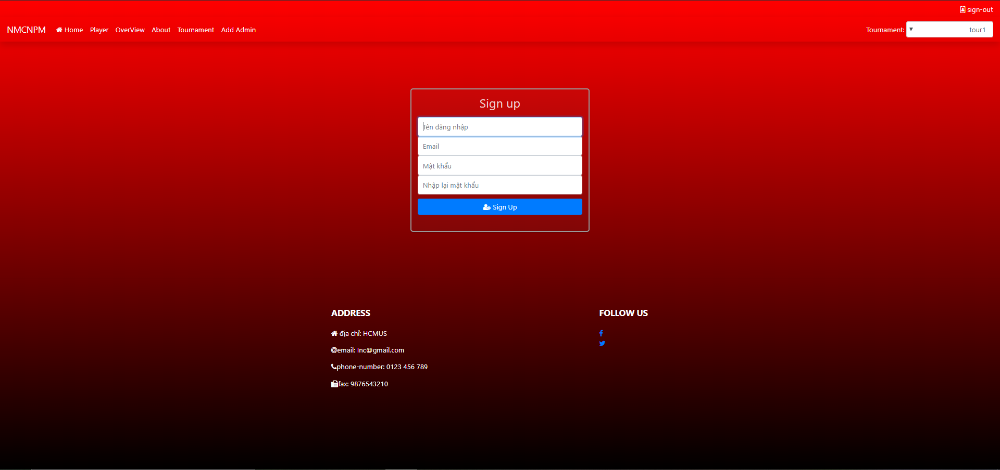 sign-out
NMCNPM Home Player OverView About Tournament Add Admin Tournament: tour1
Sign up
Tên đăng nhập
Email
Mật khẩu
Nhập lại mật khẩu
Sign Up
ADDRESS
địa chỉ: HCMUS
@email: Inc@gmail.com
phone-number: 0123 456 789
fax: 9876543210
FOLLOW US